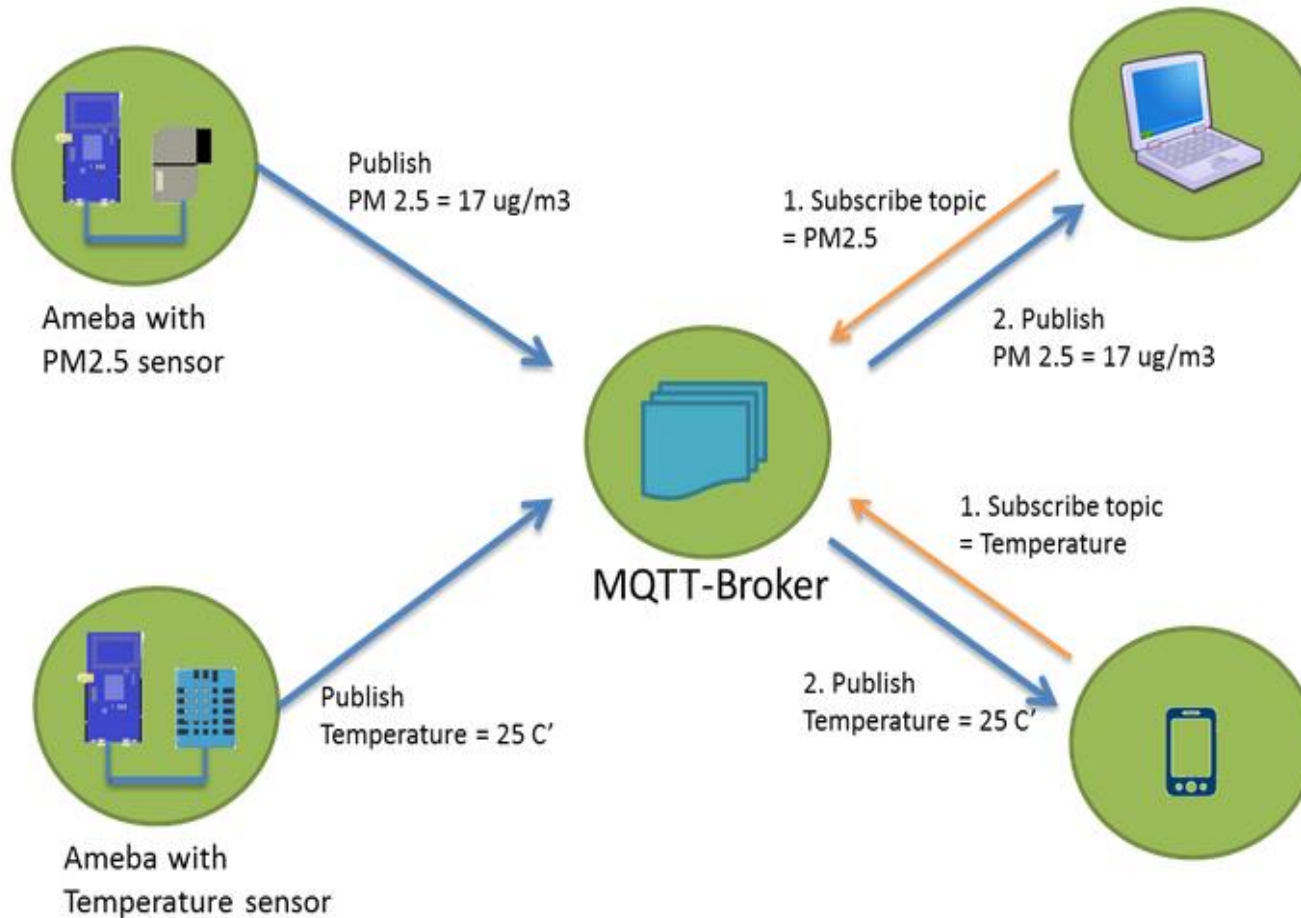 Publish
PM 2.5 = 17 ug/m3
Ameba with
PM2.5 sensor
1. Subscribe topic
= PM2.5
2. Publish
PM 2.5 = 17 ug/m3
MQTT-Broker
1. Subscribe topic
= Temperature
Publish
Temperature = 25 C’
2. Publish
Temperature = 25 C’
Ameba with
Temperature sensor